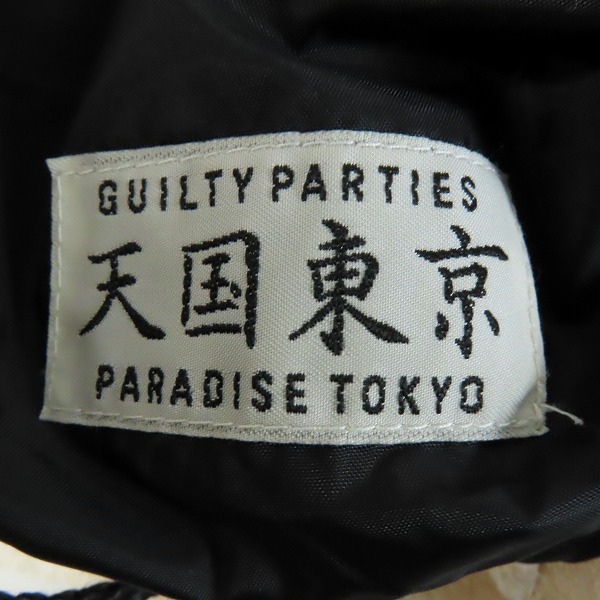 GUILTY PARTIES
天国東京
PARADISE TOKYO